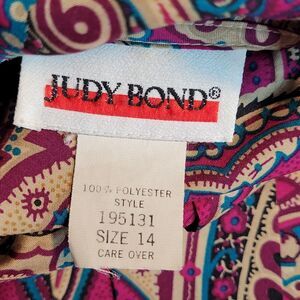 JUDY BOND®
100% POLYESTER
STYLE
195131
SIZE 14
CARE OVER